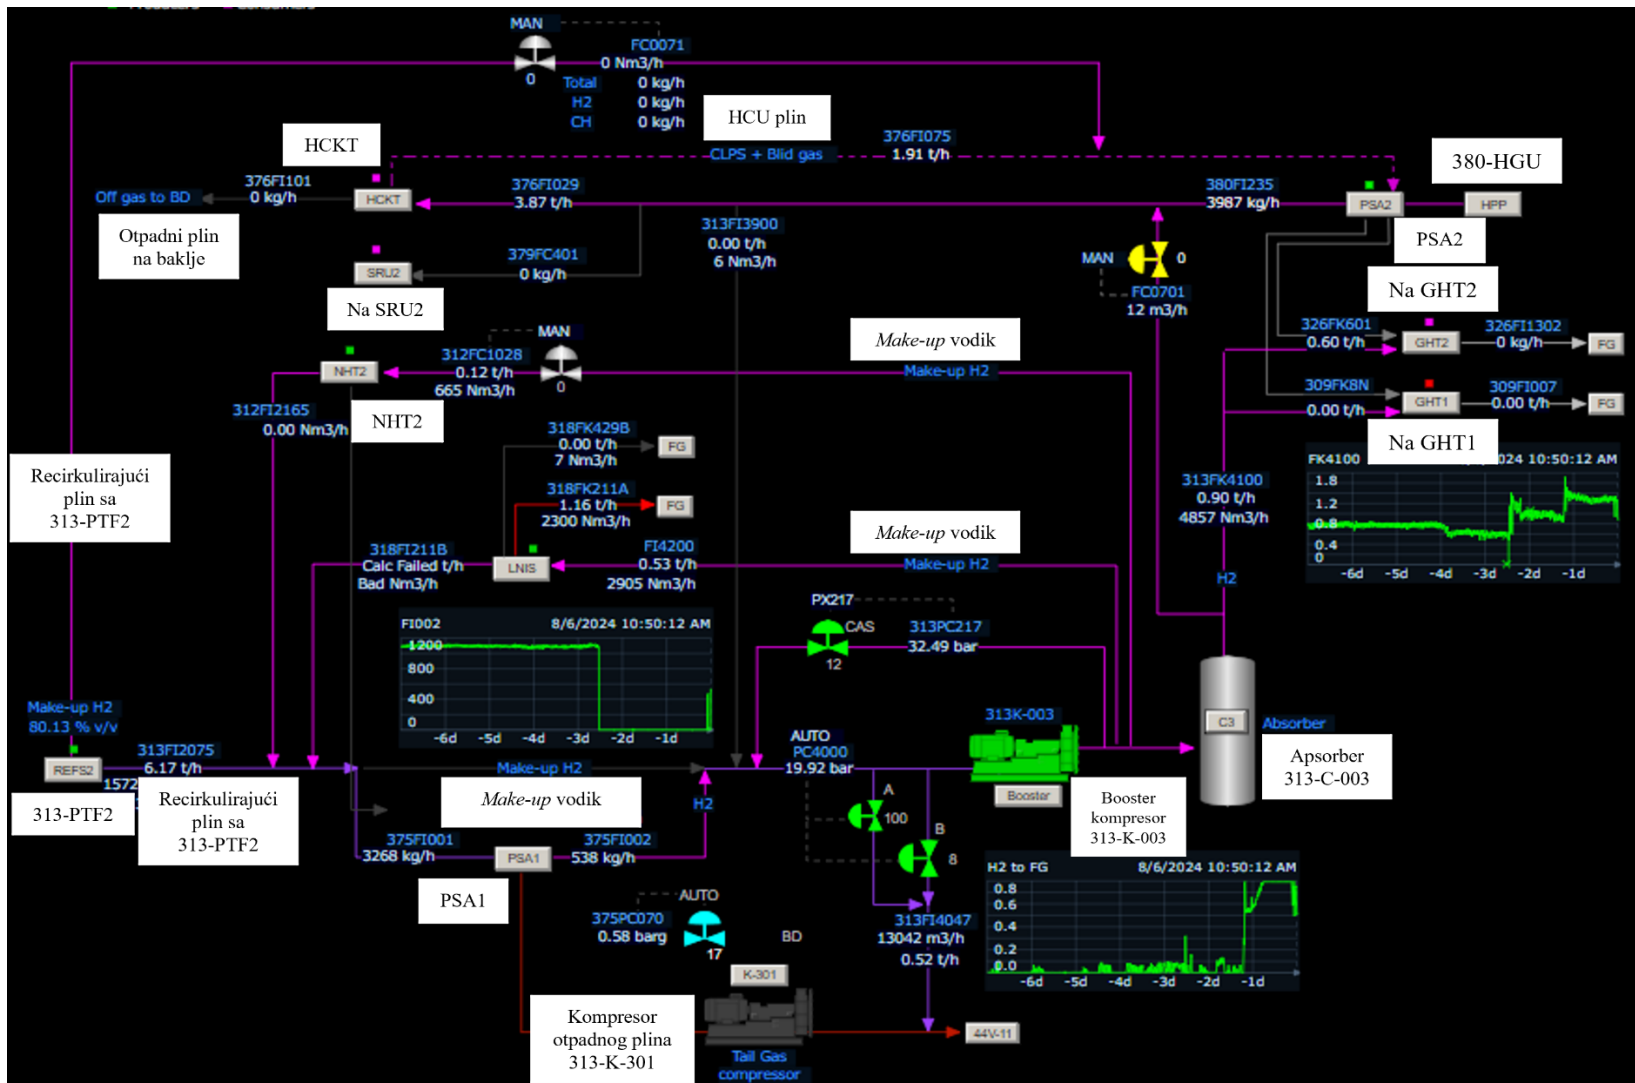 MAN
FC0071
0 Nm3/h
0
Total 0 kg/h
H2 0 kg/h
CH 0 kg/h
HCU plin
376FI075
CLPS + Blid gas 1.91 t/h
HCKT
380-HGU
376FI101
0 kg/h
Off gas to BD
HCKT
376FI029
3.87 t/h
380FI235
3987 kg/h
PSA2
HPP
Otpadni plin
na baklje
313FI3900
0.00 t/h
6 Nm3/h
PSA2
379FC401
0 kg/h
SRU2
MAN
0
FC0701
12 m3/h
Na SRU2
Na GHT2
MAN
312FC1028
0.12 t/h
665 Nm3/h
0
NHT2
Make-up vodik
Make-up H2
326FK601
0.60 t/h
GHT2
326FI1302
0 kg/h
FG
309FK8N
0.00 t/h
GHT1
309FI007
0.00 t/h
FG
312FI2165
0.00 Nm3/h
NHT2
Na GHT1
318FK429B
0.00 t/h
7 Nm3/h
FG
Recirkulirajući
plin sa
313-PTF2
318FK211A
1.16 t/h
2300 Nm3/h
FG
313FK4100
0.90 t/h
4857 Nm3/h
FK4100
024 10:50:12 AM
1.8
1.2
0.8
0.4
0
-6d -5d -4d -3d -2d -1d
Make-up vodik
Make-up H2
318FI211B
Calc Failed t/h
Bad Nm3/h
LNIS
FI4200
0.53 t/h
2905 Nm3/h
H2
PX217
CAS
12
313PC217
32.49 bar
FI002 8/6/2024 10:50:12 AM
1200
800
400
0
-6d -5d -4d -3d -2d -1d
Make-up H2
80.13 % v/v
REFS2
1572
313FI2075
6.17 t/h
313-PTF2
Recirkulirajući
plin sa
313-PTF2
Make-up H2
Make-up vodik
H2
AUTO
PC4000
19.92 bar
313K-003
Booster
C3
Absorber
Apsorber
313-C-003
Booster
kompresor
313-K-003
A
100
B
8
375FI001
3268 kg/h
PSA1
375FI002
538 kg/h
PSA1
AUTO
375PC070
0.58 barg
17
BD
313FI4047
13042 m3/h
0.52 t/h
H2 to FG 8/6/2024 10:50:12 AM
0.8
0.6
0.4
0.2
0.0
-6d -5d -4d -3d -2d -1d
K-301
Kompresor
otpadnog plina
313-K-301
Tail Gas
compressor
44V-11